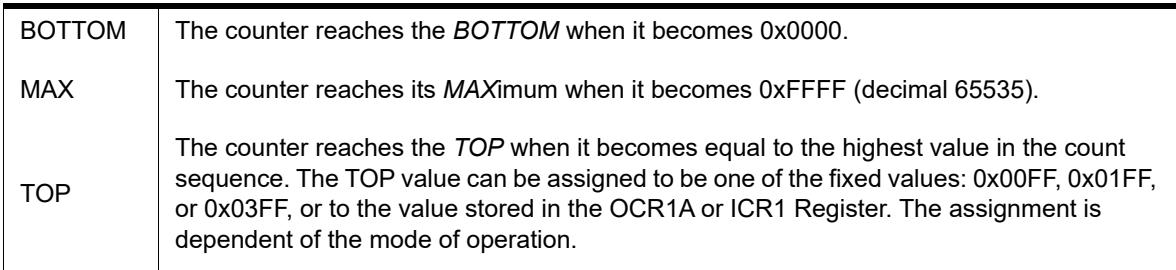 BOTTOM The counter reaches the BOTTOM when it becomes 0x0000.
MAX The counter reaches its MAXimum when it becomes 0xFFFF (decimal 65535).
The counter reaches the TOP when it becomes equal to the highest value in the count
TOP sequence. The TOP value can be assigned to be one of the fixed values: 0x00FF, 0x01FF,
or 0x03FF, or to the value stored in the OCR1A or ICR1 Register. The assignment is
dependent of the mode of operation.